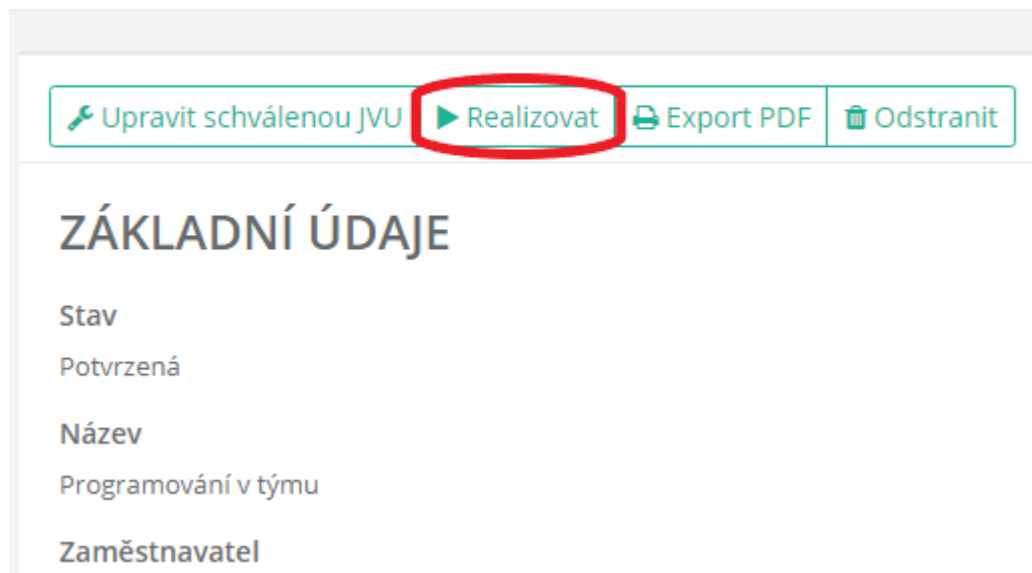 Upravit schválenou JVU Realizovat Export PDF Odstranit
ZÁKLADNÍ ÚDAJE
Stav
Potvrzená
Název
Programování v týmu
Zaměstnavatel